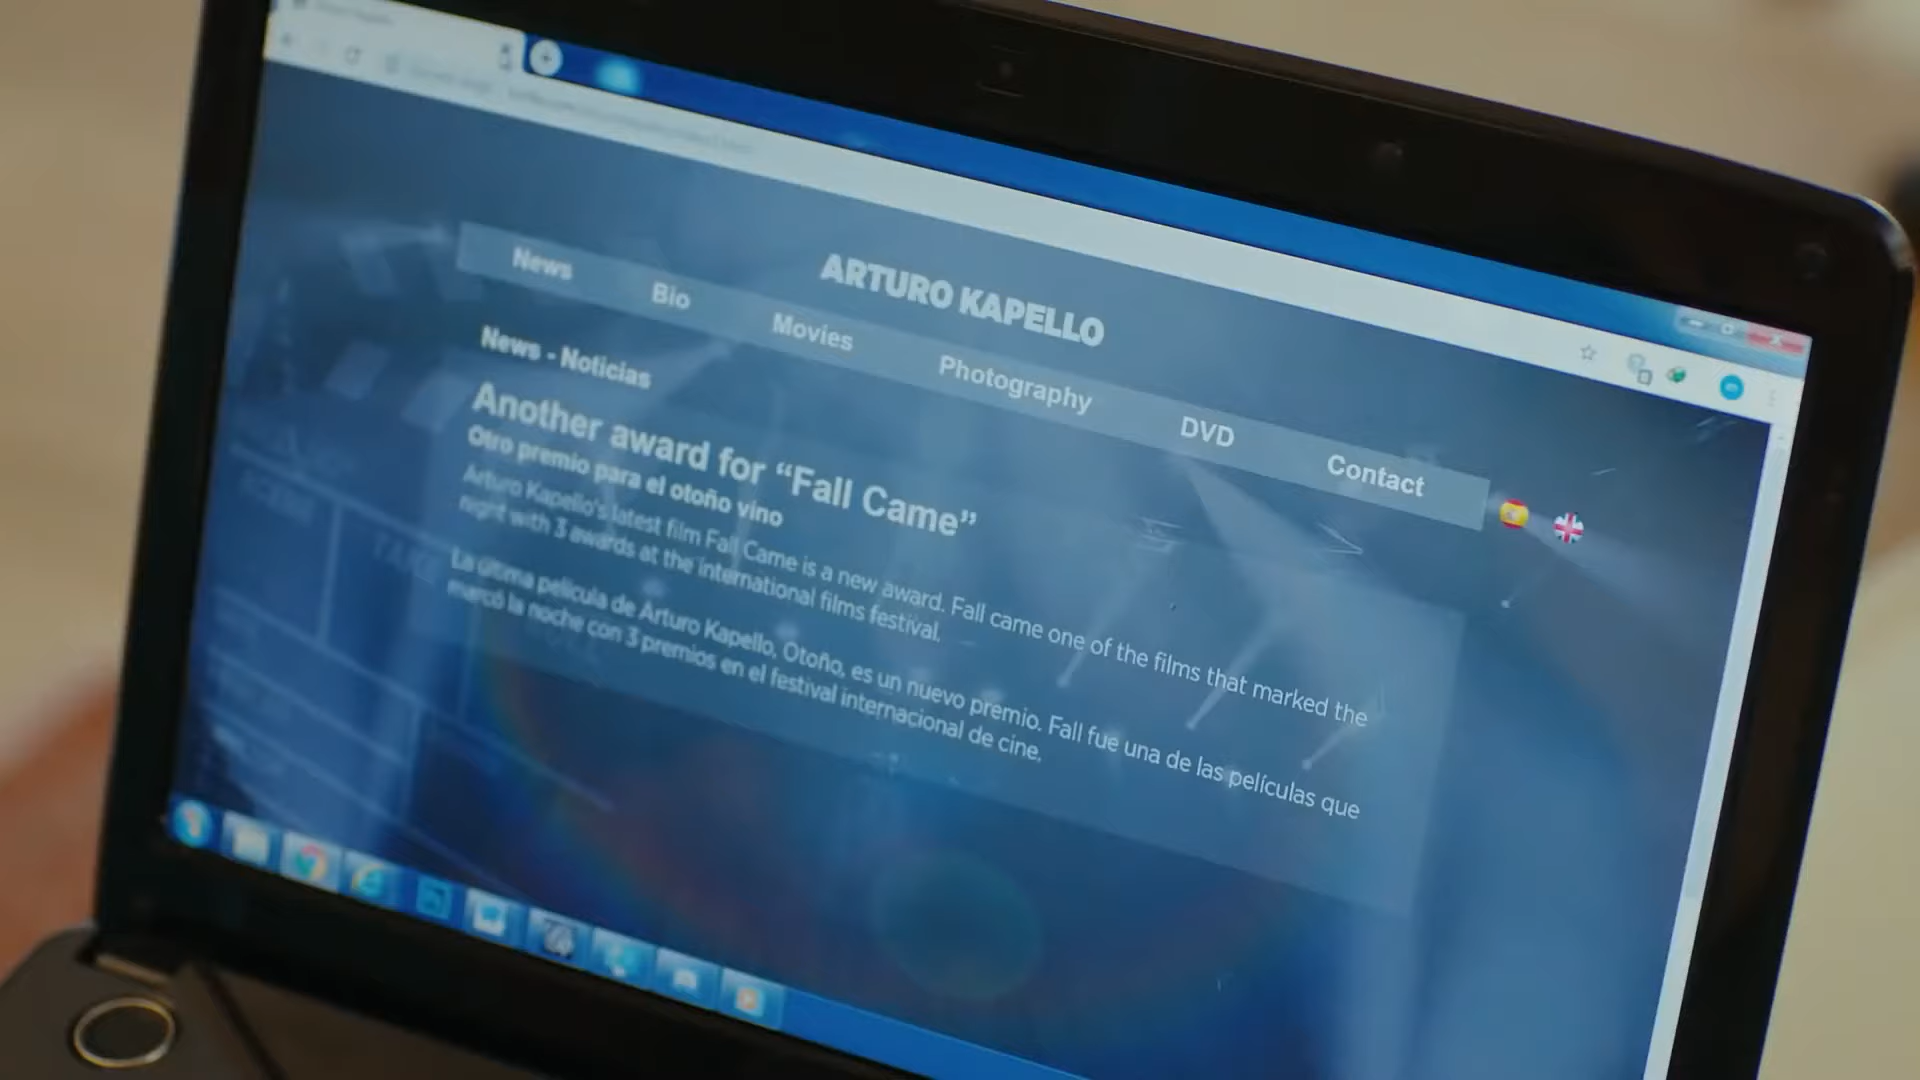 ARTURO KAPELLO
News Bio Movies Photography DVD Contact
News - Noticias
Another award for “Fall Came”
Otro premio para el otoño vino
Arturo Kapello's latest film Fall Came is a new award. Fall came one of the films that marked the
night with 3 awards at the international films festival.
La última película de Arturo Kapello, Otoño, es un nuevo premio. Fall fue una de las películas que
marcó la noche con 3 premios en el festival internacional de cine,
SCENE
TAKE